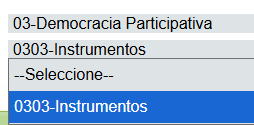 03-Democracia Participativa
0303-Instrumentos
--Seleccione--
0303-Instrumentos